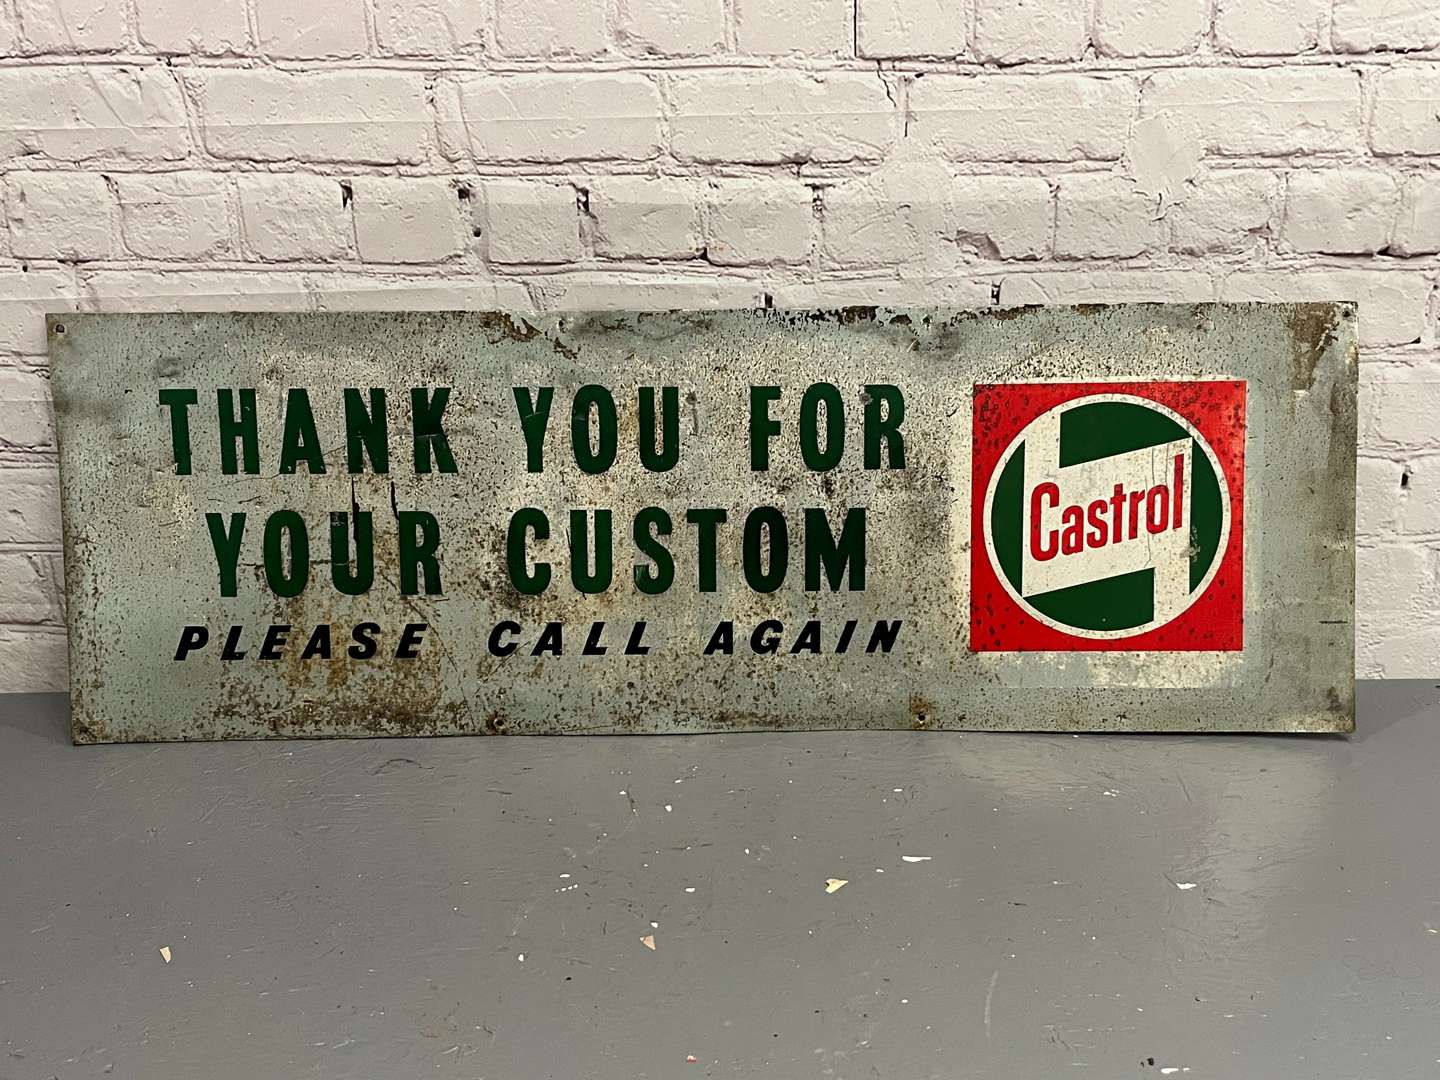 THANK YOU FOR
YOUR CUSTOM
PLEASE CALL AGAIN
Castrol